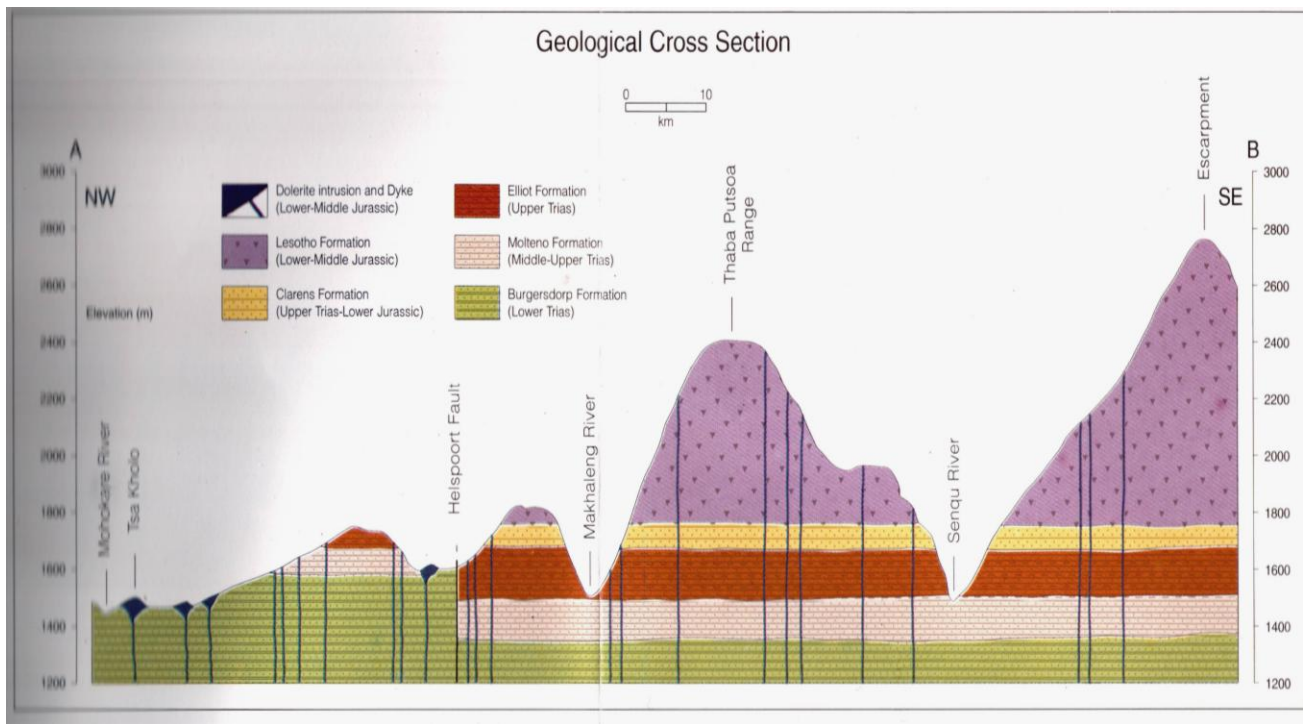 Geological Cross Section
0 10
km
A
B
NW
SE
3000
2800
2600
2400
2200
2000
1800
1600
1400
1200
Elevation (m)
Dolerite intrusion and Dyke
(Lower-Middle Jurassic)
Lesotho Formation
(Lower-Middle Jurassic)
Clarens Formation
(Upper Trias-Lower Jurassic)
Elliot Formation
(Upper Trias)
Molteno Formation
(Middle-Upper Trias)
Burgersdorp Formation
(Lower Trias)
Mohokare River
Tsa Kholo
Helspoort Fault
Makhaleng River
Thaba Putsoa
Range
Senqu River
Escarpment
3000
2800
2600
2400
2200
2000
1800
1600
1400
1200